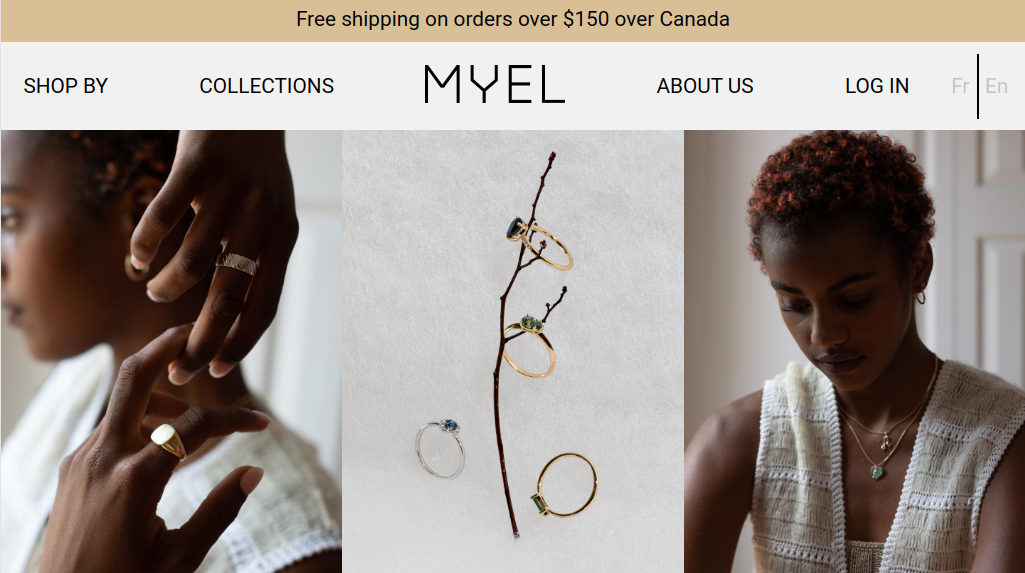 Free shipping on orders over $150 over Canada
SHOP BY
COLLECTIONS
MYEL
ABOUT US
LOG IN
Fr
En